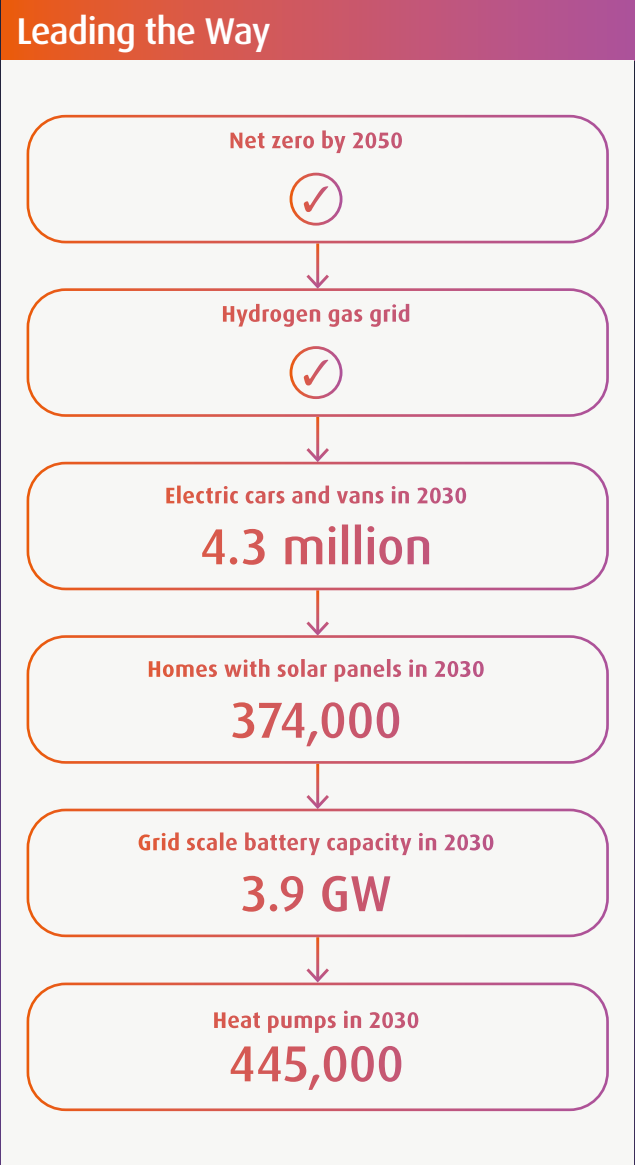 Leading the Way
Net zero by 2050
✓
Hydrogen gas grid
✓
Electric cars and vans in 2030
4.3 million
Homes with solar panels in 2030
374,000
Grid scale battery capacity in 2030
3.9 GW
Heat pumps in 2030
445,000